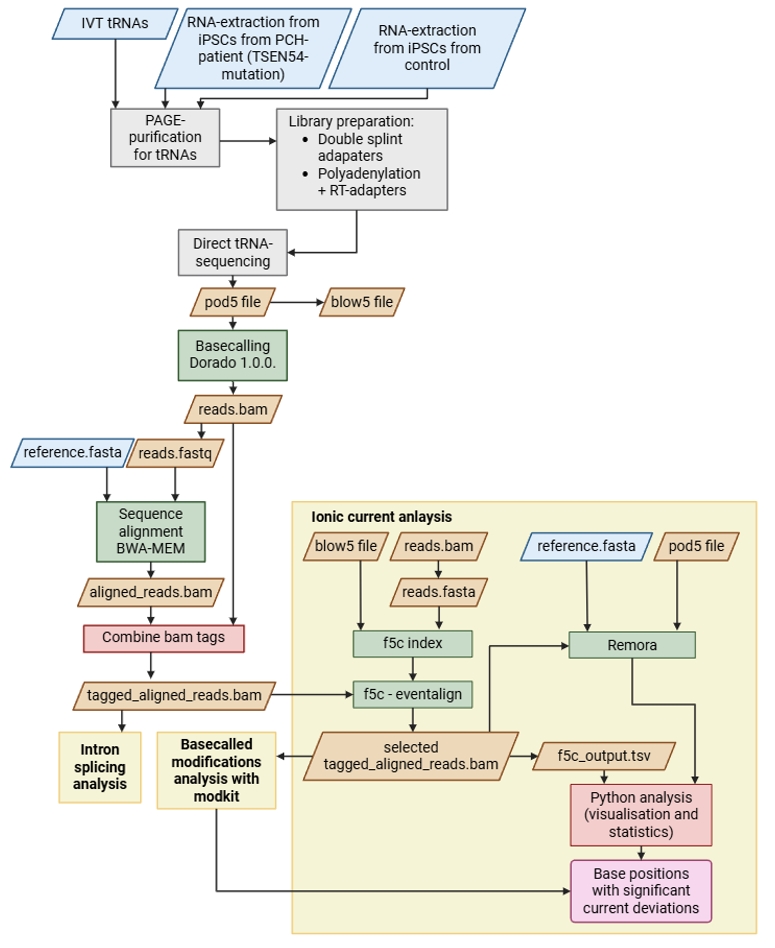 IVT tRNAs
RNA-extraction from
iPSCs from PCH-
patient (TSEN54-
mutation)
RNA-extraction
from iPSCs from
control
PAGE-
purification
for tRNAs
Library preparation:
• Double splint
adapaters
• Polyadenylation
+ RT-adapters
Direct tRNA-
sequencing
pod5 file
blow5 file
Basecalling
Dorado 1.0.0.
reads.bam
reference.fasta
reads.fastq
Sequence
alignment
BWA-MEM
aligned_reads.bam
Combine bam tags
tagged_aligned_reads.bam
Intron
splicing
analysis
Basecalled
modifications
analysis with
modkit
Ionic current anlaysis
blow5 file
reads.bam
reads.fasta
reference.fasta
pod5 file
f5c index
Remora
f5c - eventalign
selected
tagged_aligned_reads.bam
f5c_output.tsv
Python analysis
(visualisation and
statistics)
Base positions
with significant
current deviations